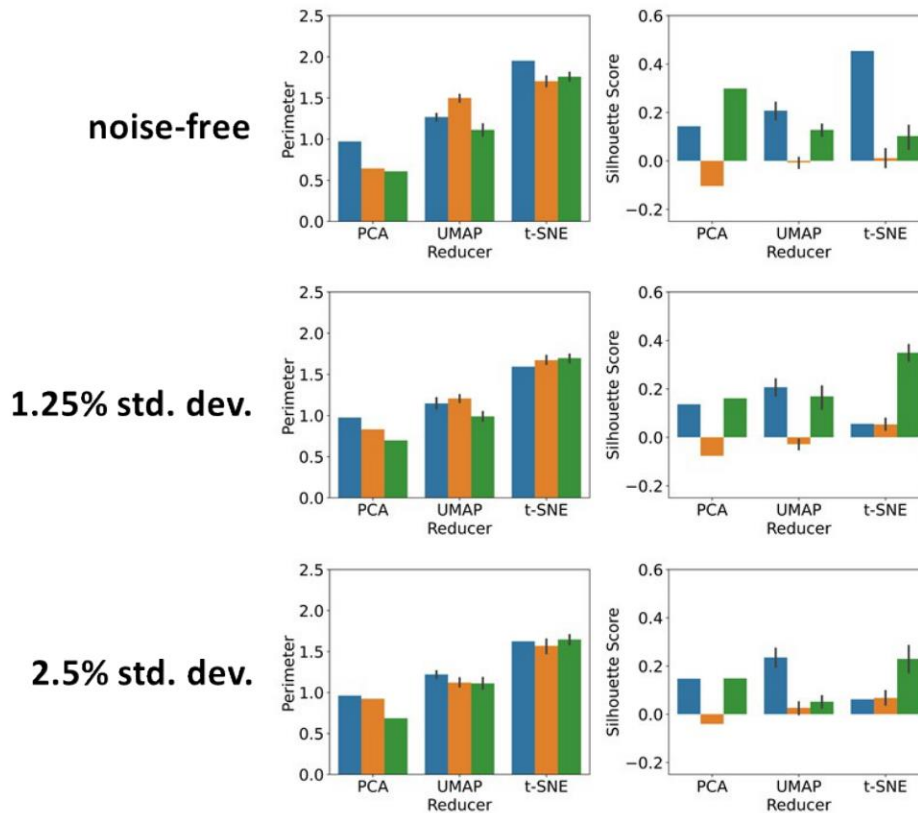 noise-free
Perimeter
2.5
2.0
1.5
1.0
0.5
0.0
PCA UMAP t-SNE
Reducer
Silhouette Score
0.6
0.4
0.2
0.0
−0.2
PCA UMAP t-SNE
Reducer
1.25% std. dev.
Perimeter
2.5
2.0
1.5
1.0
0.5
0.0
PCA UMAP t-SNE
Reducer
Silhouette Score
0.6
0.4
0.2
0.0
−0.2
PCA UMAP t-SNE
Reducer
2.5% std. dev.
Perimeter
2.5
2.0
1.5
1.0
0.5
0.0
PCA UMAP t-SNE
Reducer
Silhouette Score
0.6
0.4
0.2
0.0
−0.2
PCA UMAP t-SNE
Reducer